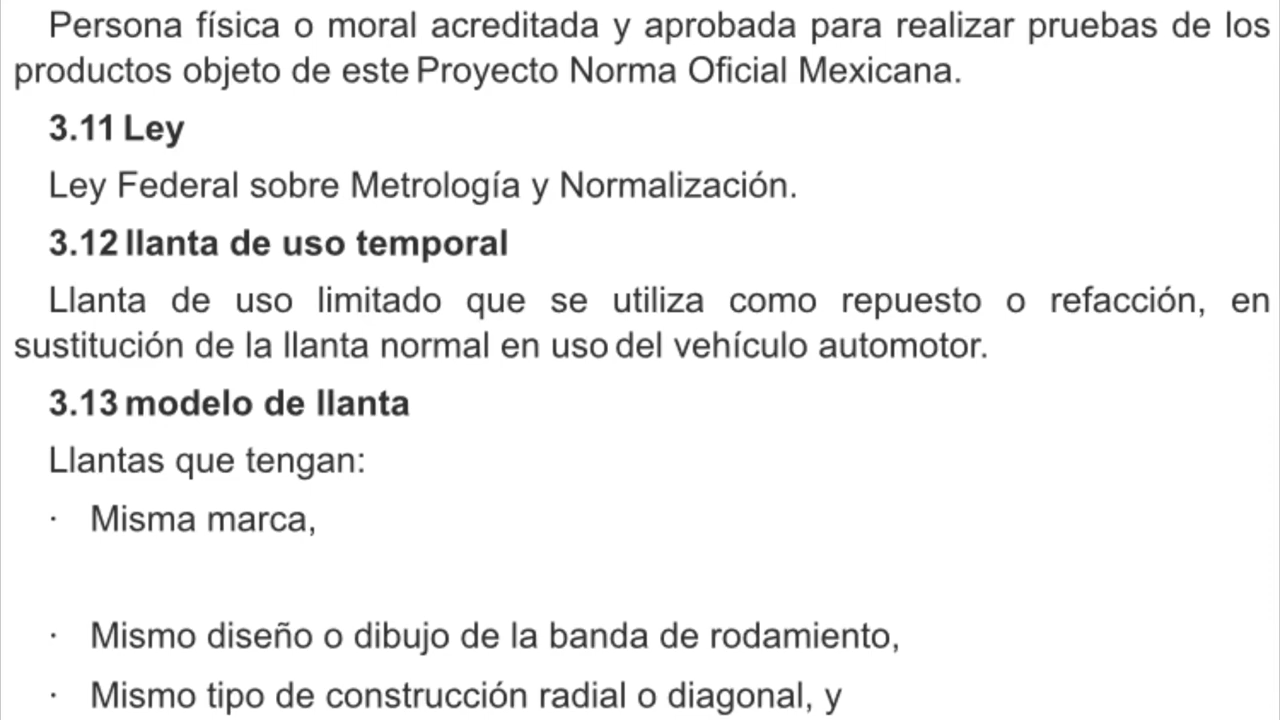 Persona física o moral acreditada y aprobada para realizar pruebas de los
productos objeto de este Proyecto Norma Oficial Mexicana.
3.11 Ley
Ley Federal sobre Metrología y Normalización.
3.12 llanta de uso temporal
Llanta de uso limitado que se utiliza como repuesto o refacción, en
sustitución de la llanta normal en uso del vehículo automotor.
3.13 modelo de llanta
Llantas que tengan:
· Misma marca,
· Mismo diseño o dibujo de la banda de rodamiento,
· Mismo tipo de construcción radial o diagonal, y